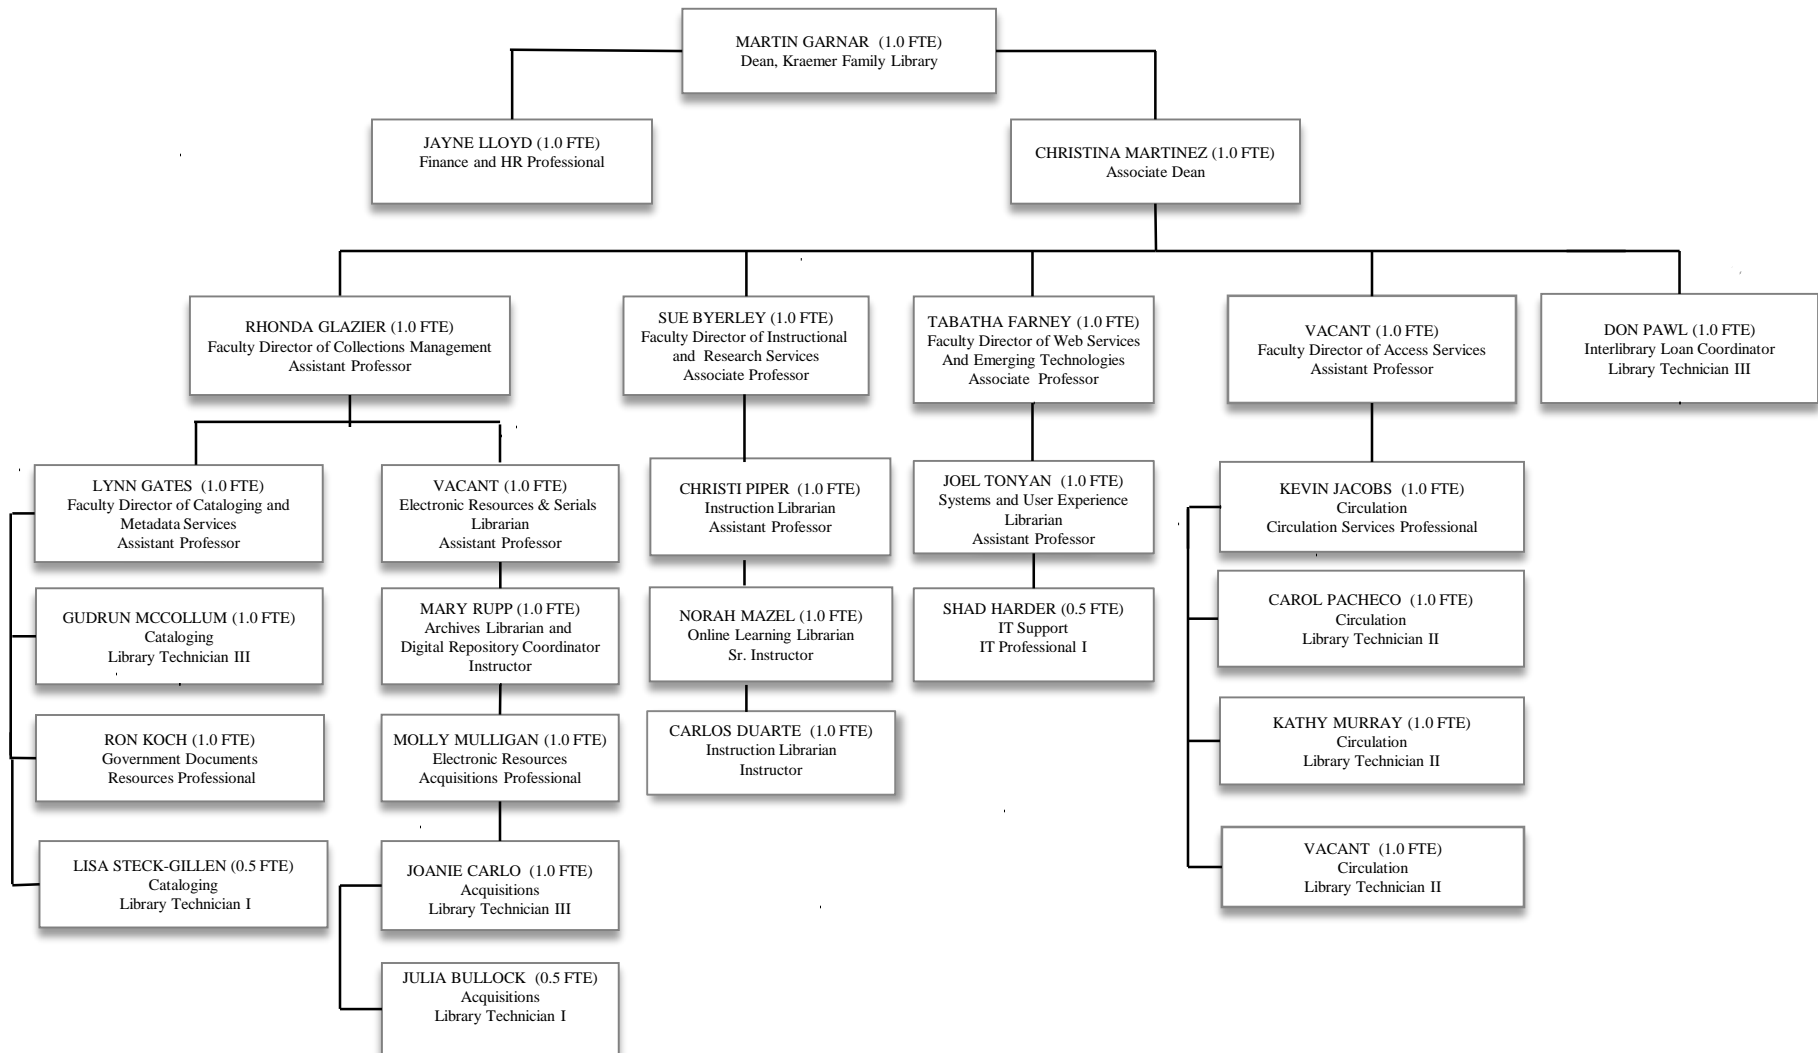 MARTIN GARNAR (1.0 FTE)
Dean, Kraemer Family Library
JAYNE LLOYD (1.0 FTE)
Finance and HR Professional
CHRISTINA MARTINEZ (1.0 FTE)
Associate Dean
RHONDA GLAZIER (1.0 FTE)
Faculty Director of Collections Management
Assistant Professor
SUE BYERLEY (1.0 FTE)
Faculty Director of Instructional
and Research Services
Associate Professor
TABATHA FARNEY (1.0 FTE)
Faculty Director of Web Services
And Emerging Technologies
Associate Professor
VACANT (1.0 FTE)
Faculty Director of Access Services
Assistant Professor
DON PAWL (1.0 FTE)
Interlibrary Loan Coordinator
Library Technician III
LYNN GATES (1.0 FTE)
Faculty Director of Cataloging and
Metadata Services
Assistant Professor
VACANT (1.0 FTE)
Electronic Resources & Serials
Librarian
Assistant Professor
CHRISTI PIPER (1.0 FTE)
Instruction Librarian
Assistant Professor
JOEL TONYAN (1.0 FTE)
Systems and User Experience
Librarian
Assistant Professor
KEVIN JACOBS (1.0 FTE)
Circulation
Circulation Services Professional
GUDRUN MCCOLLUM (1.0 FTE)
Cataloging
Library Technician III
MARY RUPP (1.0 FTE)
Archives Librarian and
Digital Repository Coordinator
Instructor
NORAH MAZEL (1.0 FTE)
Online Learning Librarian
Sr. Instructor
SHAD HARDER (0.5 FTE)
IT Support
IT Professional I
CAROL PACHECO (1.0 FTE)
Circulation
Library Technician II
RON KOCH (1.0 FTE)
Government Documents
Resources Professional
MOLLY MULLIGAN (1.0 FTE)
Electronic Resources
Acquisitions Professional
CARLOS DUARTE (1.0 FTE)
Instruction Librarian
Instructor
KATHY MURRAY (1.0 FTE)
Circulation
Library Technician II
LISA STECK-GILLEN (0.5 FTE)
Cataloging
Library Technician I
JOANIE CARLO (1.0 FTE)
Acquisitions
Library Technician III
VACANT (1.0 FTE)
Circulation
Library Technician II
JULIA BULLOCK (0.5 FTE)
Acquisitions
Library Technician I